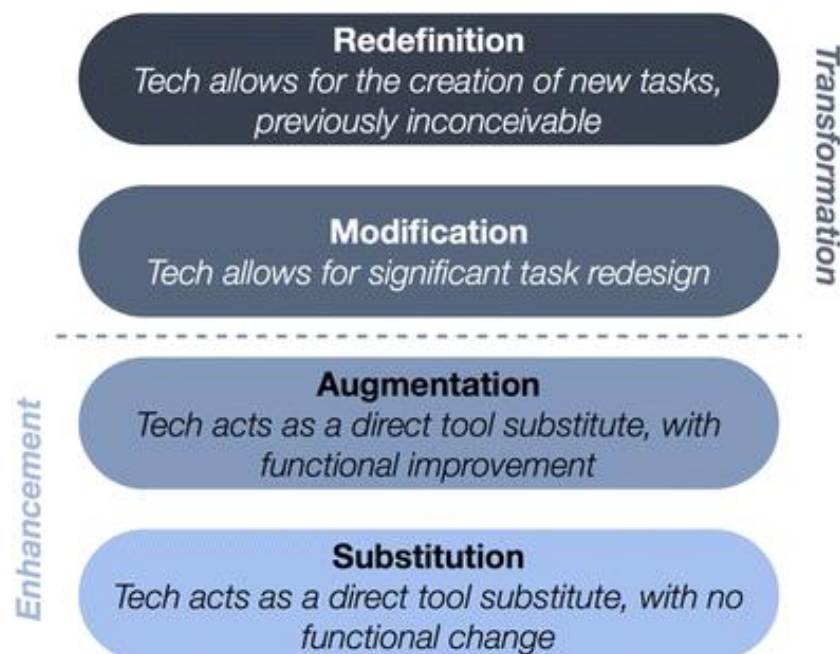 Redefinition
Tech allows for the creation of new tasks,
previously inconceivable
Modification
Tech allows for significant task redesign
Transformation
Augmentation
Tech acts as a direct tool substitute, with
functional improvement
Substitution
Tech acts as a direct tool substitute, with no
functional change
Enhancement